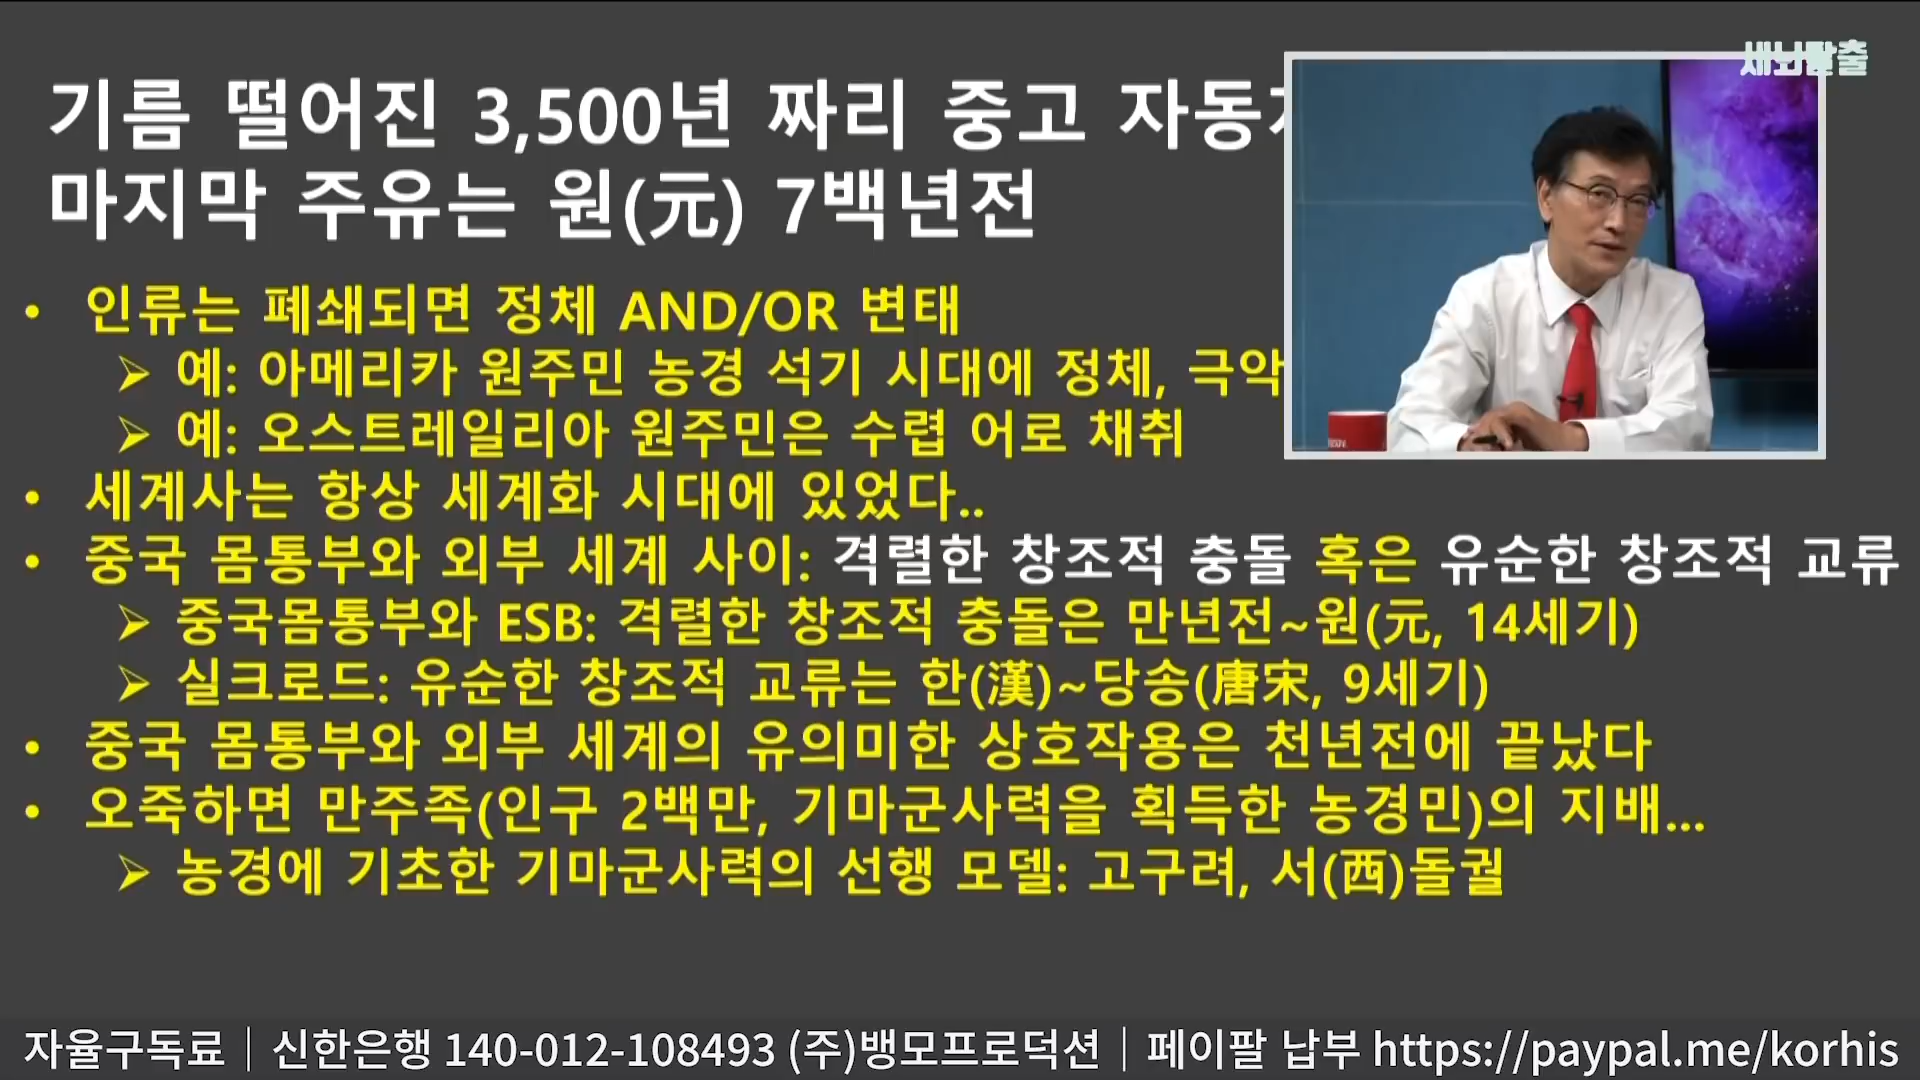 세뇌탈출
기름 떨어진 3,500년 짜리 중고
마지막 주유는 원(元) 7백년전
• 인류는 폐쇄되면 정체 AND/OR 변태
➢ 예: 아메리카 원주민 농경 석기 시대에 정체, 극악
➢ 예: 오스트레일리아 원주민은 수렵 어로 채취
• 세계사는 항상 세계화 시대에 있었다..
• 중국 몸통부와 외부 세계 사이: 격렬한 창조적 충돌 혹은 유순한 창조적 교류
➢ 중국몸통부와 ESB: 격렬한 창조적 충돌은 만년전~원(元, 14세기)
➢ 실크로드: 유순한 창조적 교류는 한(漢)~당송(唐宋, 9세기)
• 중국 몸통부와 외부 세계의 유의미한 상호작용은 천년전에 끝났다
• 오죽하면 만주족(인구 2백만, 기마군사력을 획득한 농경민)의 지배...
➢ 농경에 기초한 기마군사력의 선행 모델: 고구려, 서(西)돌궐
자율구독료│신한은행 140-012-108493 (주)뱅모프로덕션│페이팔 납부 https://paypal.me/korhis